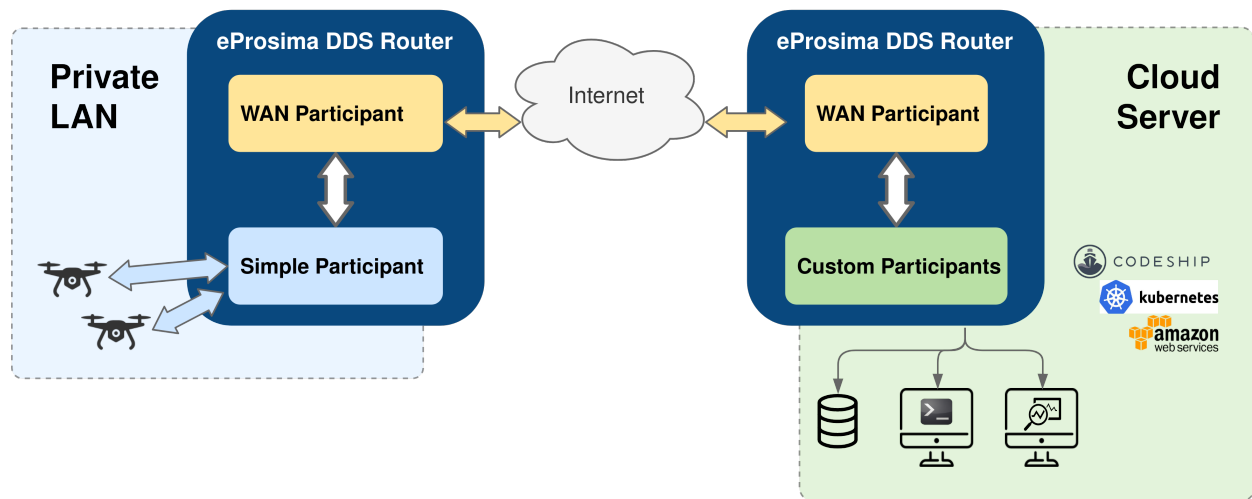 eProsima DDS Router
Private
LAN
WAN Participant
Simple Participant
Internet
eProsima DDS Router
WAN Participant
Custom Participants
Cloud
Server
CODESHIP
kubernetes
amazon
web services
>_